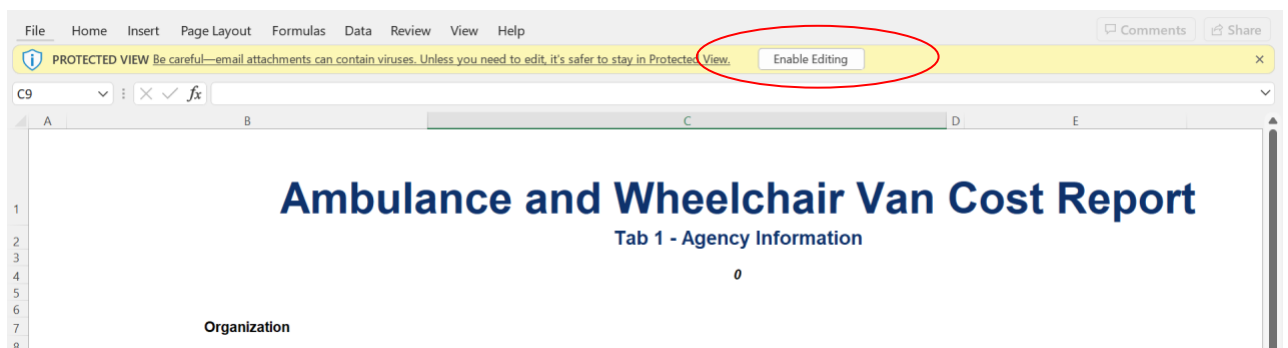 File Home Insert Page Layout Formulas Data Review View Help Comments Share
PROTECTED VIEW Be careful—email attachments can contain viruses. Unless you need to edit, it's safer to stay in Protected View. Enable Editing
C9 fx
A B C D E
1 Ambulance and Wheelchair Van Cost Report
2 Tab 1 - Agency Information
3
4 0
5
6
7 Organization
8